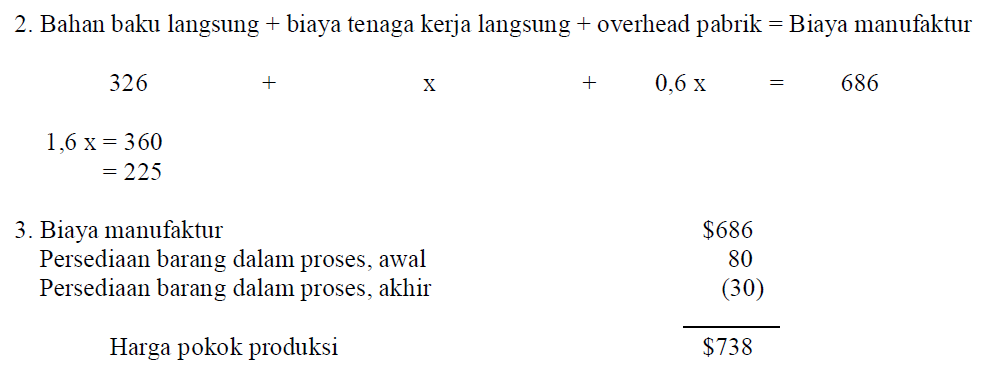 2. Bahan baku langsung + biaya tenaga kerja langsung + overhead pabrik = Biaya manufaktur
326 + x + 0,6 x = 686
1,6 x = 360
= 225
3. Biaya manufaktur $686
Persediaan barang dalam proses, awal 80
Persediaan barang dalam proses, akhir (30)
Harga pokok produksi $738